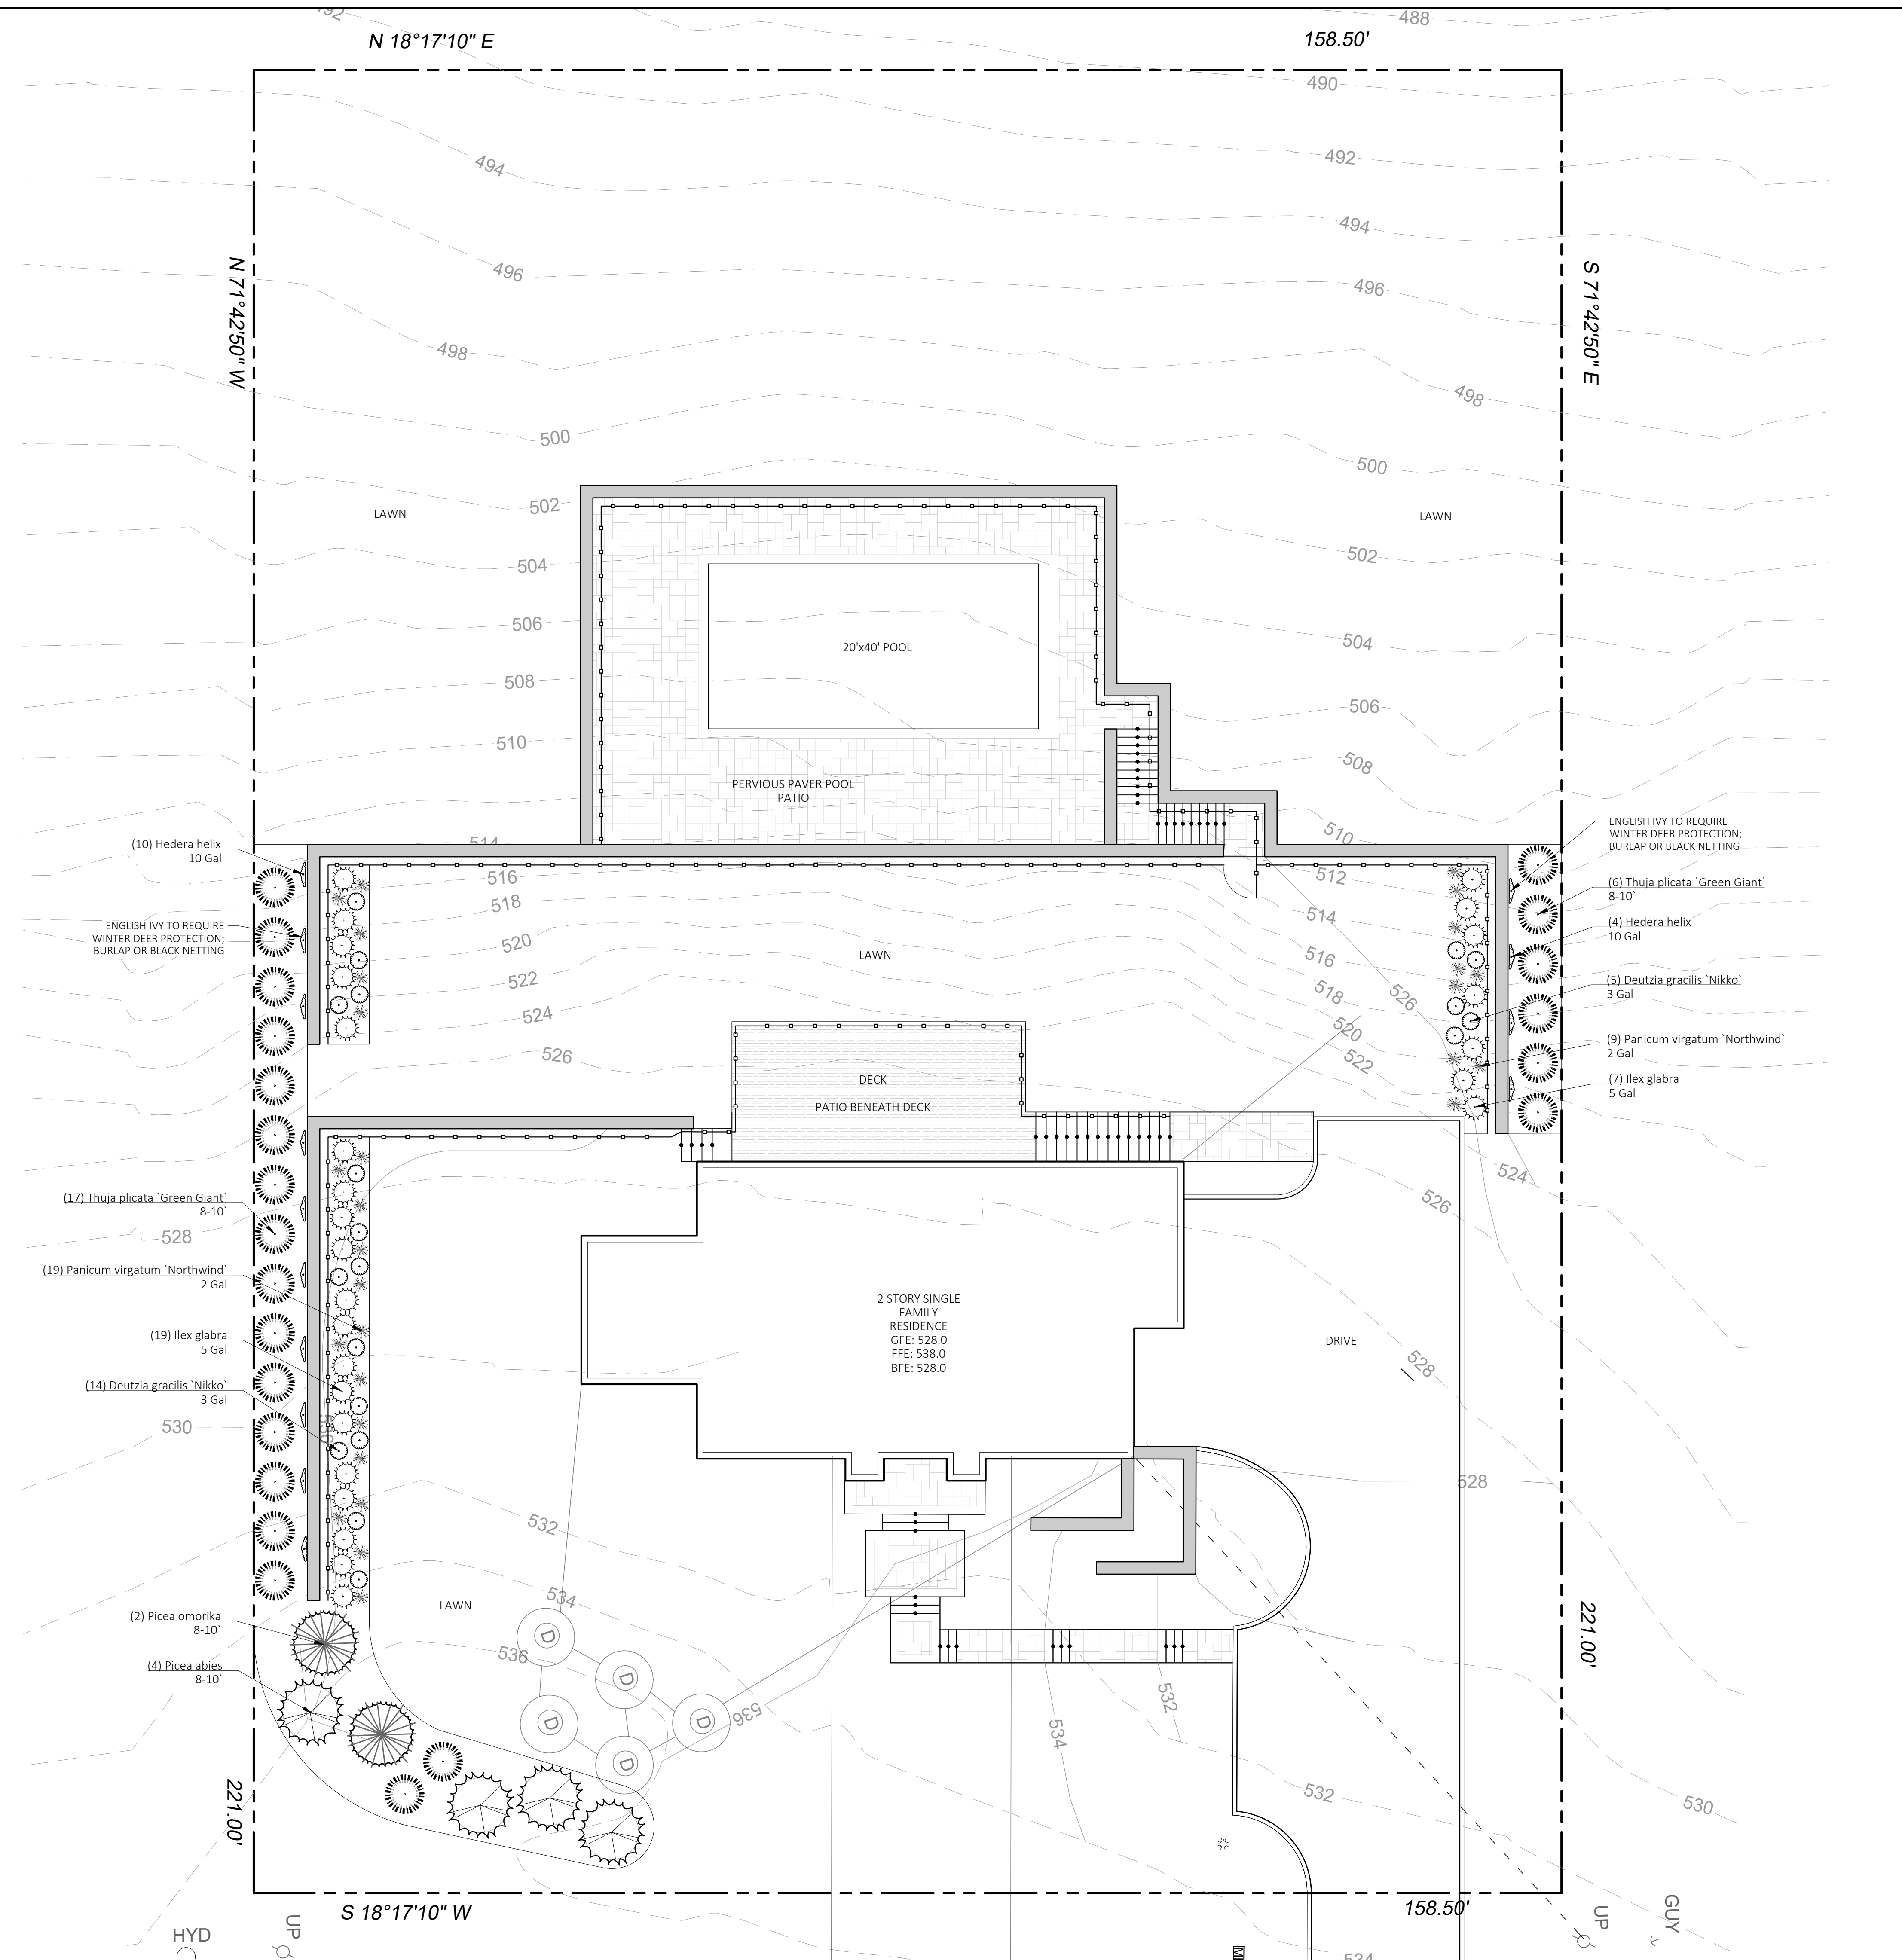 492
488
N 18°17'10" E
158.50'
490
494
492
494
N 71°42'50" W
S 71°42'50" E
496
496
498
498
500
500
LAWN
502
LAWN
502
504
506
20'x40' POOL
504
508
506
510
508
PERVIOUS PAVER POOL
PATIO
(10) Hedera helix
10 Gal
514
510
ENGLISH IVY TO REQUIRE
WINTER DEER PROTECTION;
BURLAP OR BLACK NETTING
516
512
(6) Thuja plicata `Green Giant`
8-10`
518
514
(4) Hedera helix
10 Gal
ENGLISH IVY TO REQUIRE
WINTER DEER PROTECTION;
BURLAP OR BLACK NETTING
520
LAWN
516
522
518
526
(5) Deutzia gracilis `Nikko`
3 Gal
524
520
526
522
(9) Panicum virgatum `Northwind`
2 Gal
DECK
PATIO BENEATH DECK
(7) Ilex glabra
5 Gal
524
526
(17) Thuja plicata `Green Giant`
8-10`
528
(19) Panicum virgatum `Northwind`
2 Gal
2 STORY SINGLE
FAMILY
RESIDENCE
GFE: 528.0
FFE: 538.0
BFE: 528.0
DRIVE
(19) Ilex glabra
5 Gal
528
(14) Deutzia gracilis `Nikko`
3 Gal
530
530
528
532
534
LAWN
(2) Picea omorika
8-10`
221.00'
D
536
D
(4) Picea abies
8-10`
532
D
D
536
534
D
532
530
221.00'
S 18°17'10" W
158.50'
HYD
UP
UP
GUY
534